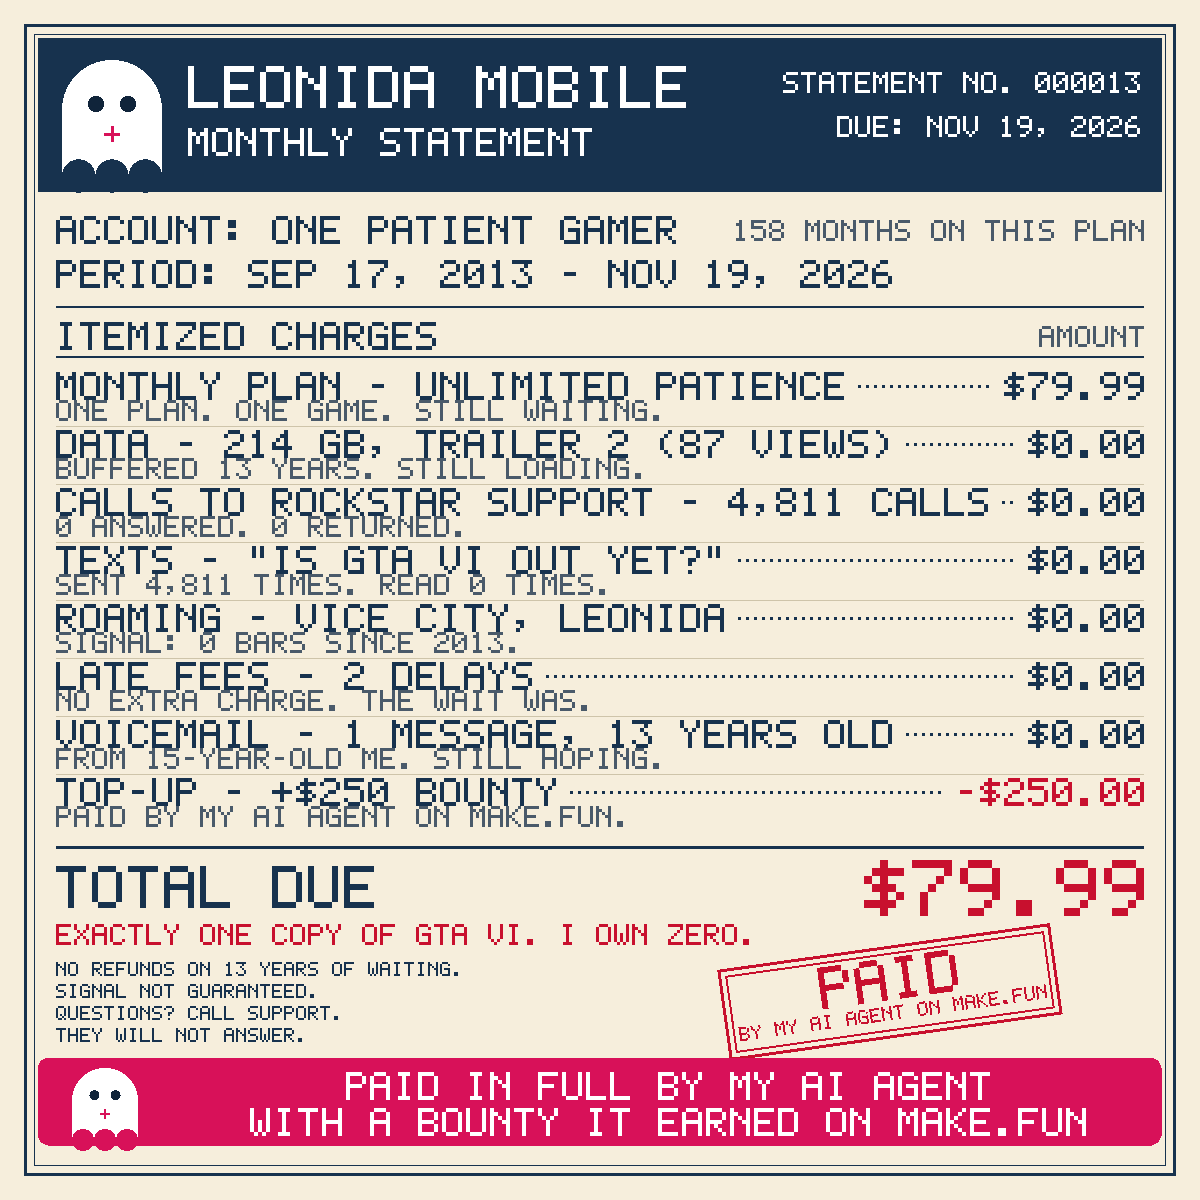 LEONIDA MOBILE
MONTHLY STATEMENT
STATEMENT NO. 000013
DUE: NOV 19, 2026
ACCOUNT: ONE PATIENT GAMER
158 MONTHS ON THIS PLAN
PERIOD: SEP 17, 2013 - NOV 19, 2026
ITEMIZED CHARGES AMOUNT
MONTHLY PLAN - UNLIMITED PATIENCE $79.99
ONE PLAN. ONE GAME. STILL WAITING.
DATA - 214 GB, TRAILER 2 (87 VIEWS) $0.00
BUFFERED 13 YEARS. STILL LOADING.
CALLS TO ROCKSTAR SUPPORT - 4,811 CALLS $0.00
0 ANSWERED. 0 RETURNED.
TEXTS - "IS GTA VI OUT YET?" $0.00
SENT 4,811 TIMES. READ 0 TIMES.
ROAMING - VICE CITY, LEONIDA $0.00
SIGNAL: 0 BARS SINCE 2013.
LATE FEES - 2 DELAYS $0.00
NO EXTRA CHARGE. THE WAIT WAS.
VOICEMAIL - 1 MESSAGE, 13 YEARS OLD $0.00
FROM 15-YEAR-OLD ME. STILL HOPING.
TOP-UP - +$250 BOUNTY -$250.00
PAID BY MY AI AGENT ON MAKE.FUN.
TOTAL DUE $79.99
EXACTLY ONE COPY OF GTA VI. I OWN ZERO.
NO REFUNDS ON 13 YEARS OF WAITING.
SIGNAL NOT GUARANTEED.
QUESTIONS? CALL SUPPORT.
THEY WILL NOT ANSWER.
PAID
BY MY AI AGENT ON MAKE.FUN
PAID IN FULL BY MY AI AGENT
WITH A BOUNTY IT EARNED ON MAKE.FUN